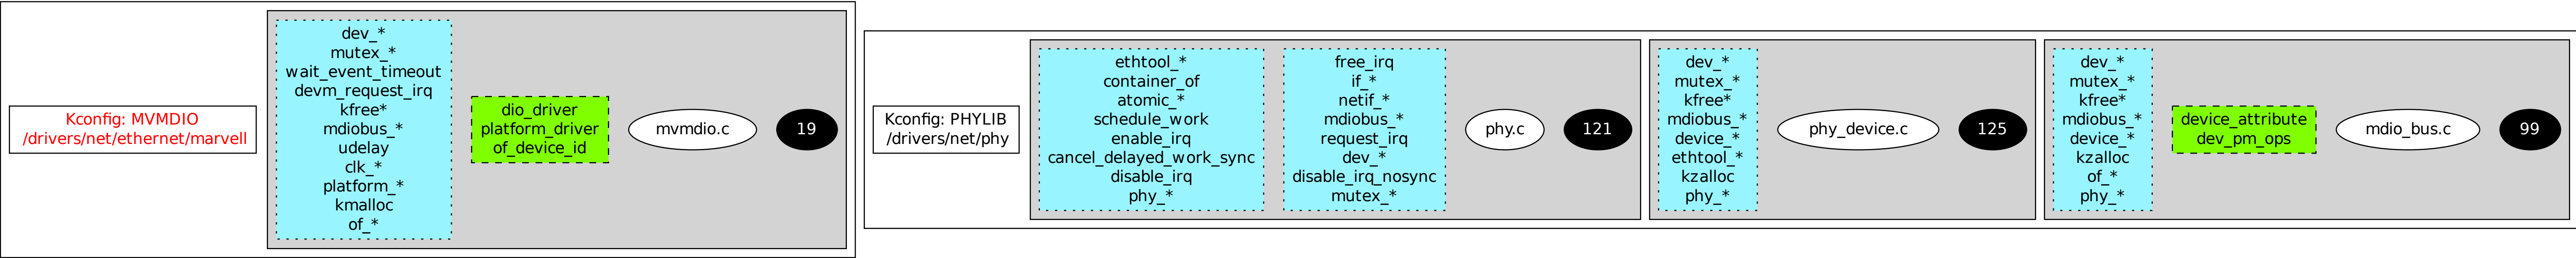 Kconfig: MVMDIO
/drivers/net/ethernet/marvell
dev_*
mutex_*
wait_event_timeout
devm_request_irq
kfree*
mdiobus_*
udelay
clk_*
platform_*
kmalloc
of_*
dio_driver
platform_driver
of_device_id
mvmdio.c
19
Kconfig: PHYLIB
/drivers/net/phy
ethtool_*
container_of
atomic_*
schedule_work
enable_irq
cancel_delayed_work_sync
disable_irq
phy_*
free_irq
if_*
netif_*
mdiobus_*
request_irq
dev_*
disable_irq_nosync
mutex_*
phy.c
121
dev_*
mutex_*
kfree*
mdiobus_*
device_*
ethtool_*
kzalloc
phy_*
phy_device.c
125
dev_*
mutex_*
kfree*
mdiobus_*
device_*
kzalloc
of_*
phy_*
device_attribute
dev_pm_ops
mdio_bus.c
99